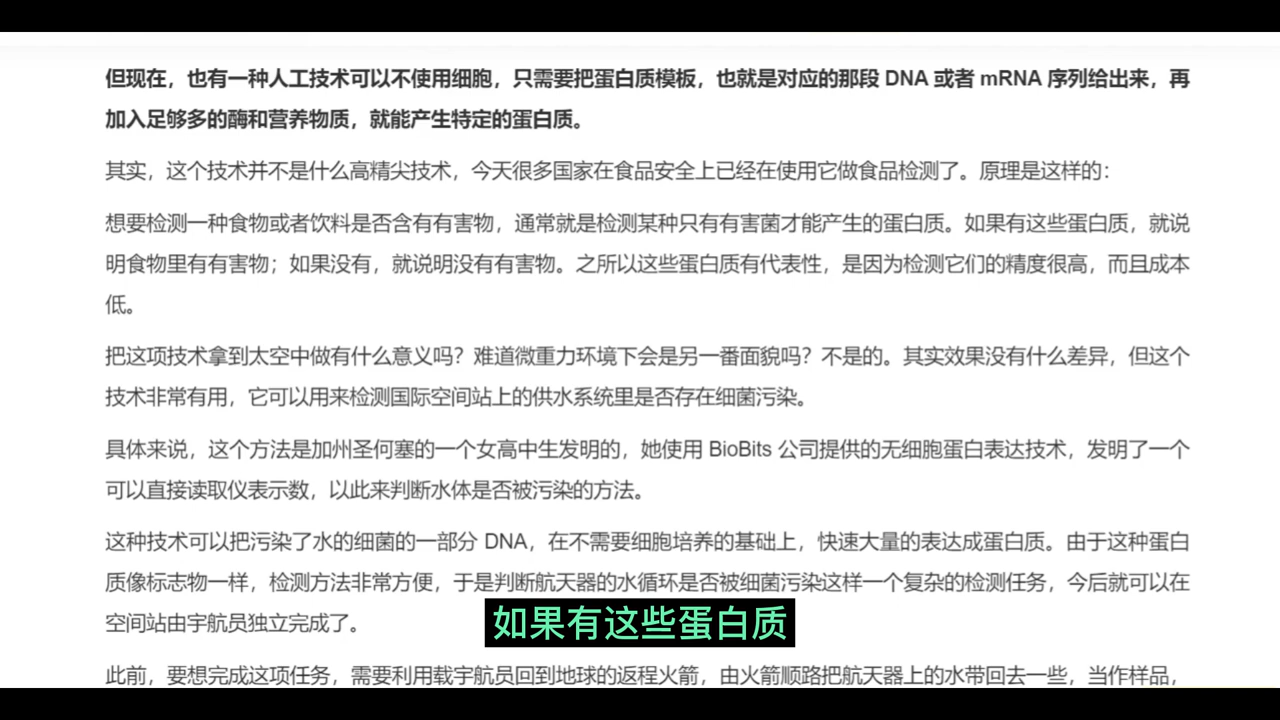 但现在，也有一种人工技术可以不使用细胞，只需要把蛋白质模板，也就是对应的那段 DNA 或者 mRNA 序列给出来，再
加入足够多的酶和营养物质，就能产生特定的蛋白质。
其实，这个技术并不是什么高精尖技术，今天很多国家在食品安全上已经在使用它做食品检测了。原理是这样的：
想要检测一种食物或者饮料是否含有有害物，通常就是检测某种只有有害菌才能产生的蛋白质。如果有这些蛋白质，就说
明食物里有有害物；如果没有，就说明没有有害物。之所以这些蛋白质有代表性，是因为检测它们的精度很高，而且成本
低。
把这项技术拿到太空中做有什么意义吗？难道微重力环境下会是另一番面貌吗？不是的。其实效果没有什么差异，但这个
技术非常有用，它可以用来检测国际空间站上的供水系统里是否存在细菌污染。
具体来说，这个方法是加州圣何塞的一个女高中生发明的，她使用 BioBits 公司提供的无细胞蛋白表达技术，发明了一个
可以直接读取仪表示数，以此来判断水体是否被污染的方法。
这种技术可以把污染了水的细菌的一部分 DNA，在不需要细胞培养的基础上，快速大量的表达成蛋白质。由于这种蛋白
质像标志物一样，检测方法非常方便，于是判断航天器的水循环是否被细菌污染这样一个复杂的检测任务，今后就可以在
空间站由宇航员独立完成了。
如果有这些蛋白质
此前，要想完成这项任务，需要利用载宇航员回到地球的返程火箭，由火箭顺路把航天器上的水带回去一些，当作样品，